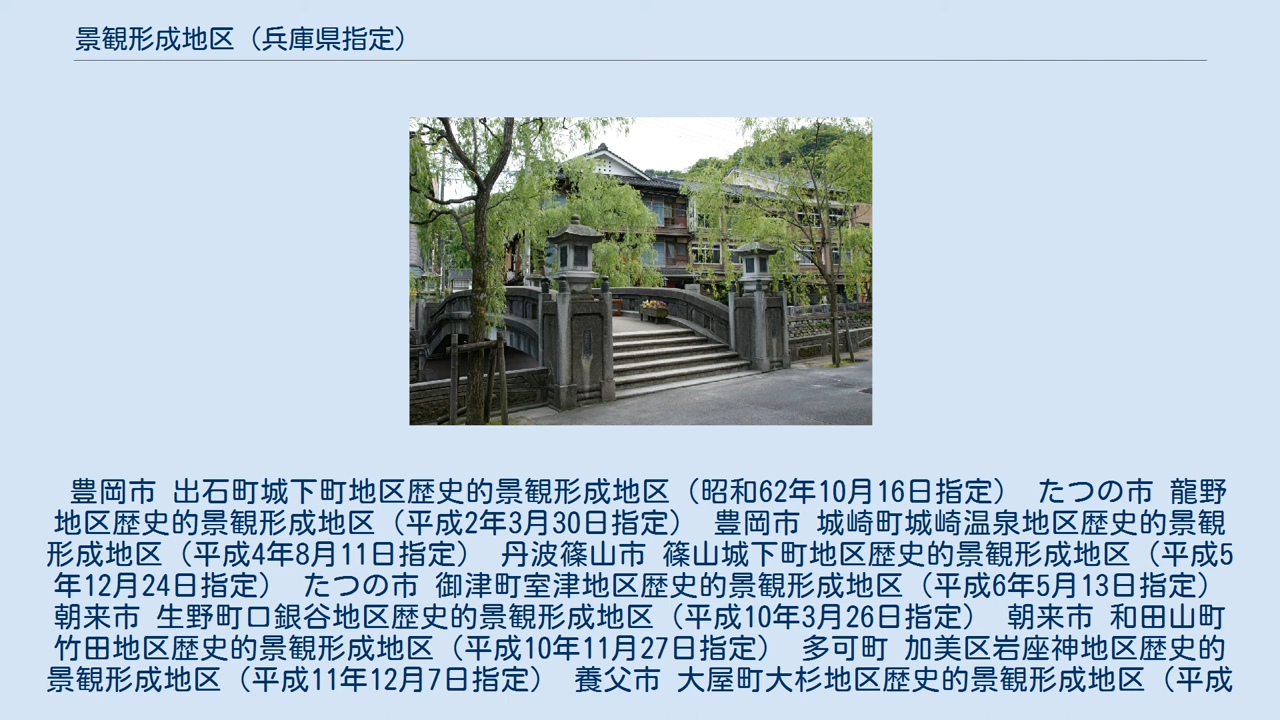 景観形成地区（兵庫県指定）
豊岡市 出石町城下町地区歴史的景観形成地区（昭和62年10月16日指定） たつの市 龍野
地区歴史的景観形成地区（平成2年3月30日指定） 豊岡市 城崎町城崎温泉地区歴史的景観
形成地区（平成4年8月11日指定） 丹波篠山市 篠山城下町地区歴史的景観形成地区（平成5
年12月24日指定） たつの市 御津町室津地区歴史的景観形成地区（平成6年5月13日指定）
朝来市 生野町口銀谷地区歴史的景観形成地区（平成10年3月26日指定） 朝来市 和田山町
竹田地区歴史的景観形成地区（平成10年11月27日指定） 多可町 加美区岩座神地区歴史的
景観形成地区（平成11年12月7日指定） 養父市 大屋町大杉地区歴史的景観形成地区（平成